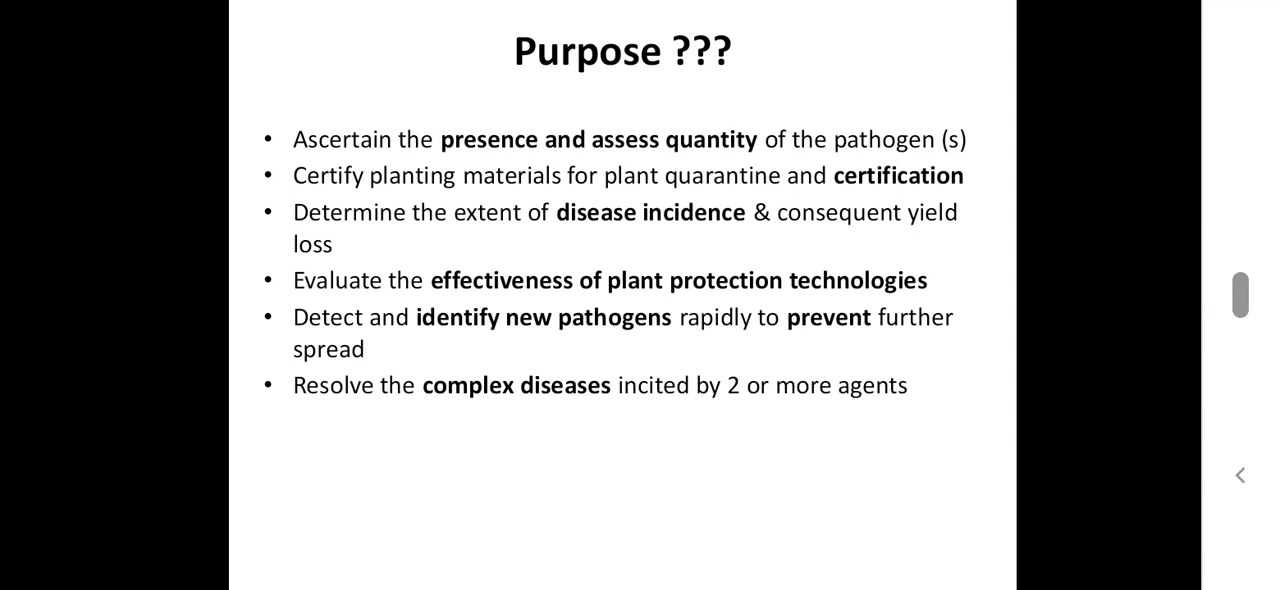 Purpose ???
• Ascertain the presence and assess quantity of the pathogen (s)
• Certify planting materials for plant quarantine and certification
• Determine the extent of disease incidence & consequent yield
loss
• Evaluate the effectiveness of plant protection technologies
• Detect and identify new pathogens rapidly to prevent further
spread
• Resolve the complex diseases incited by 2 or more agents